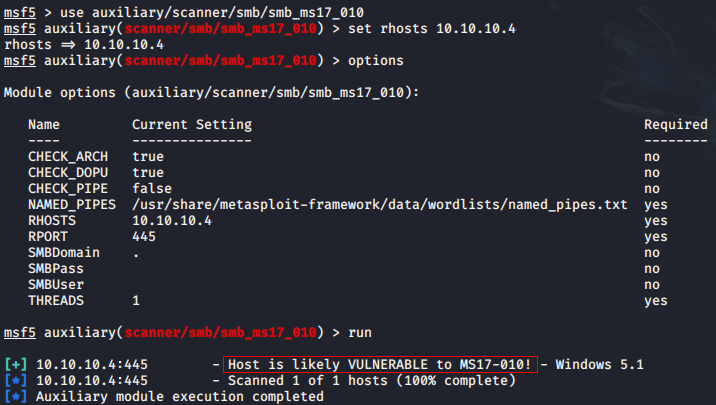 msf5 > use auxiliary/scanner/smb/smb_ms17_010
msf5 auxiliary(scanner/smb/smb_ms17_010) > set rhosts 10.10.10.4
rhosts => 10.10.10.4
msf5 auxiliary(scanner/smb/smb_ms17_010) > options
Module options (auxiliary/scanner/smb/smb_ms17_010):
Name Current Setting Required
---- --------------- --------
CHECK_ARCH true no
CHECK_DOPU true no
CHECK_PIPE false no
NAMED_PIPES /usr/share/metasploit-framework/data/wordlists/named_pipes.txt yes
RHOSTS 10.10.10.4 yes
RPORT 445 yes
SMBDomain . no
SMBPass no
SMBUser no
THREADS 1 yes
msf5 auxiliary(scanner/smb/smb_ms17_010) > run
[+] 10.10.10.4:445 - Host is likely VULNERABLE to MS17-010! - Windows 5.1
[*] 10.10.10.4:445 - Scanned 1 of 1 hosts (100% complete)
[*] Auxiliary module execution completed